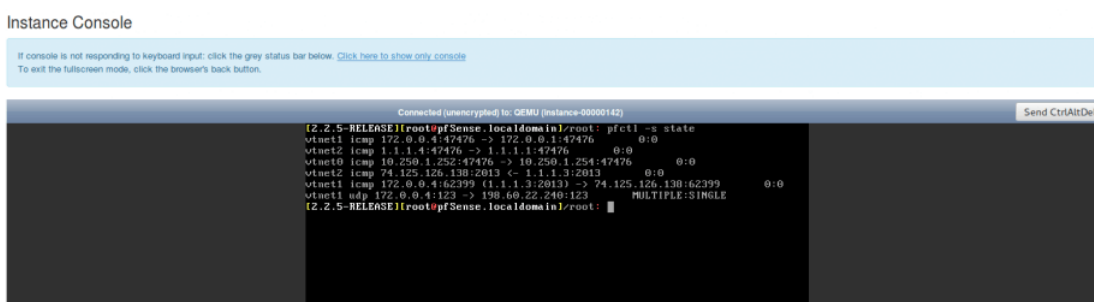 Instance Console
If console is not responding to keyboard input: click the grey status bar below. Click here to show only console
To exit the fullscreen mode, click the browser's back button.
Connected (unencrypted) to: QEMU (instance-00000142)
Send CtrlAltDel
[2.2.5-RELEASE][root@pfSense.localdomain]/root: pfctl -s state
vtnet1 icmp 172.0.0.4:47476 -> 172.0.0.1:47476 0:0
vtnet2 icmp 1.1.1.4:47476 -> 1.1.1.1:47476 0:0
vtnet0 icmp 10.250.1.252:47476 -> 10.250.1.254:47476 0:0
vtnet2 icmp 74.125.126.138:2013 <- 1.1.1.3:2013 0:0
vtnet1 icmp 172.0.0.4:62399 (1.1.1.3:2013) -> 74.125.126.138:62399 0:0
vtnet1 udp 172.0.0.4:123 -> 198.60.22.240:123 MULTIPLE:SINGLE
[2.2.5-RELEASE][root@pfSense.localdomain]/root: